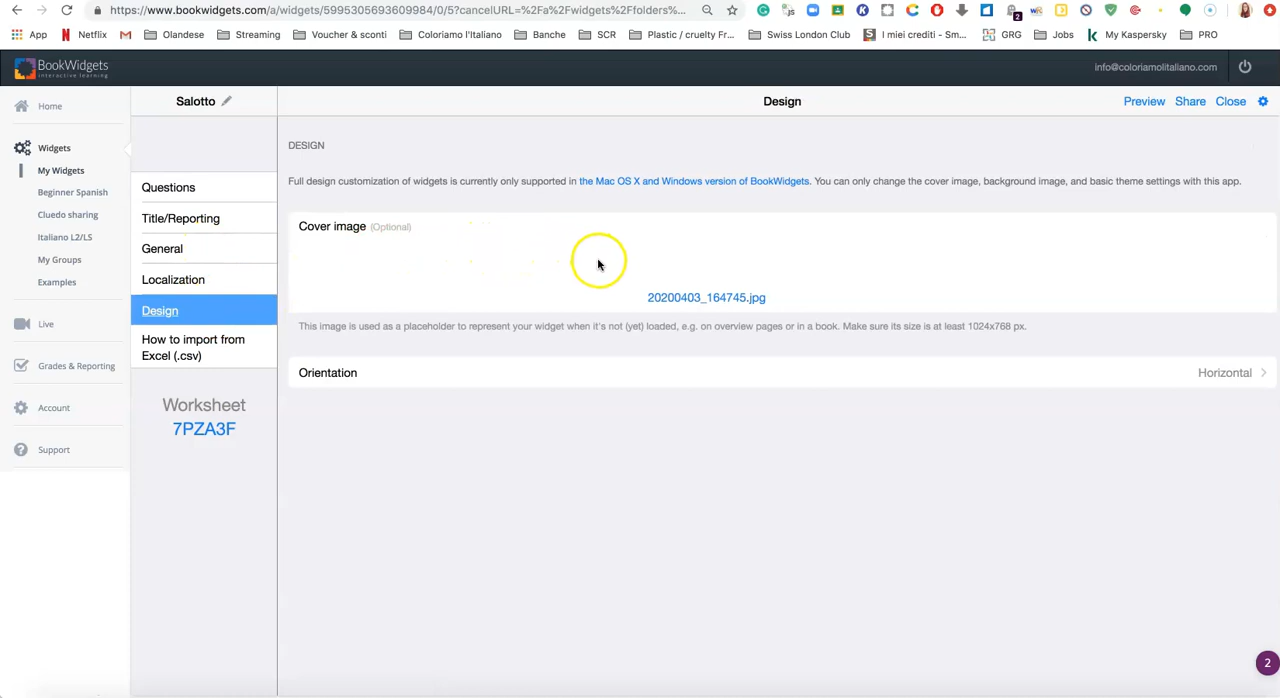 https://www.bookwidgets.com/a/widgets/5995305693609984/0/5?cancelURL=%2Fa%2Fwidgets%2Ffolders%...
App
Netflix
Olandese
Streaming
Voucher & sconti
Coloriamo l'Italiano
Banche
SCR
Plastic / cruelty Fr...
Swiss London Club
I miei crediti - Sm...
GRG
Jobs
My Kaspersky
PRO
BookWidgets
interactive learning
info@coloriamolitaliano.com
Home
Widgets
My Widgets
Beginner Spanish
Cluedo sharing
Italiano L2/LS
My Groups
Examples
Live
Grades & Reporting
Account
Support
Salotto
Questions
Title/Reporting
General
Localization
Design
How to import from
Excel (.csv)
Worksheet
7PZA3F
Design
Preview
Share
Close
DESIGN
Full design customization of widgets is currently only supported in the Mac OS X and Windows version of BookWidgets. You can only change the cover image, background image, and basic theme settings with this app.
Cover image (Optional)
20200403_164745.jpg
This image is used as a placeholder to represent your widget when it's not (yet) loaded, e.g. on overview pages or in a book. Make sure its size is at least 1024x768 px.
Orientation
Horizontal
2